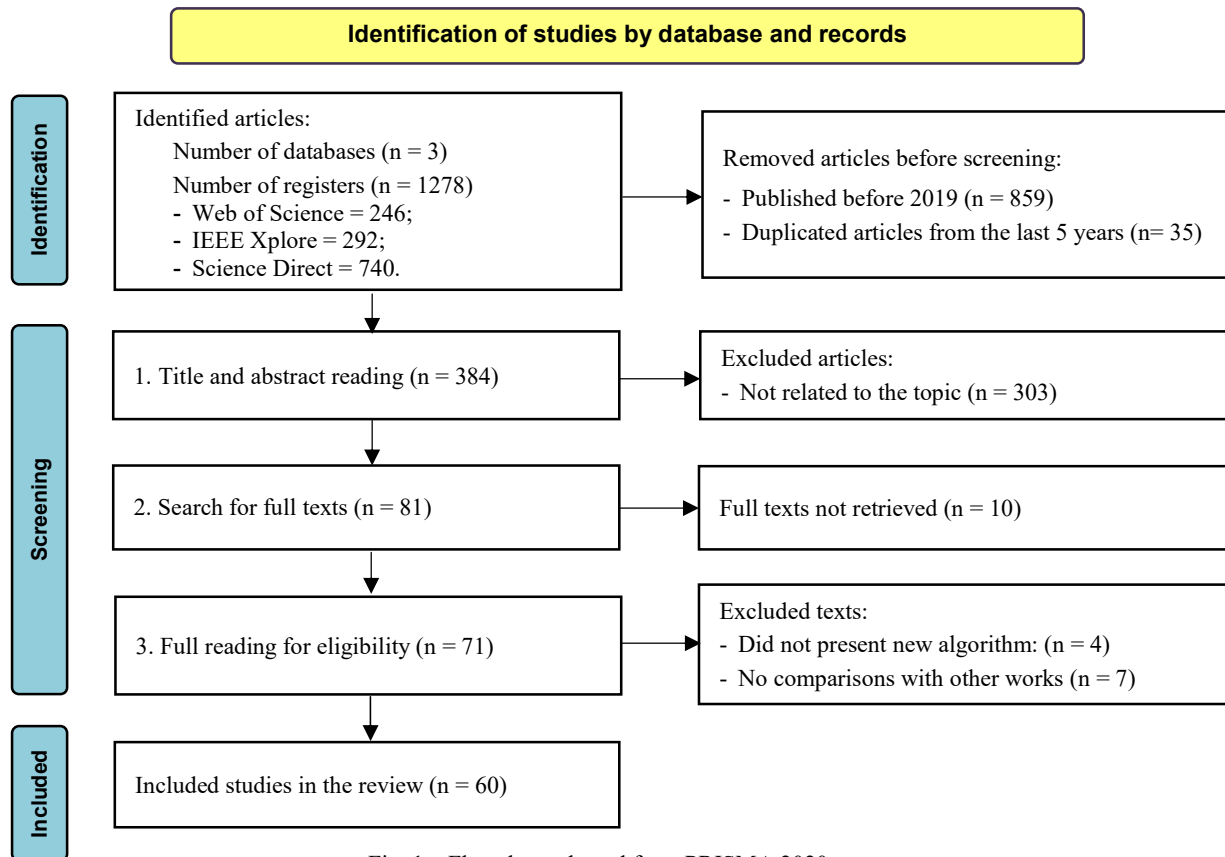 Identification of studies by database and records
Identification
Identified articles:
Number of databases (n = 3)
Number of registers (n = 1278)
- Web of Science = 246;
- IEEE Xplore = 292;
- Science Direct = 740.
Removed articles before screening:
- Published before 2019 (n = 859)
- Duplicated articles from the last 5 years (n= 35)
Screening
1. Title and abstract reading (n = 384)
Excluded articles:
- Not related to the topic (n = 303)
2. Search for full texts (n = 81)
Full texts not retrieved (n = 10)
3. Full reading for eligibility (n = 71)
Excluded texts:
- Did not present new algorithm: (n = 4)
- No comparisons with other works (n = 7)
Included
Included studies in the review (n = 60)